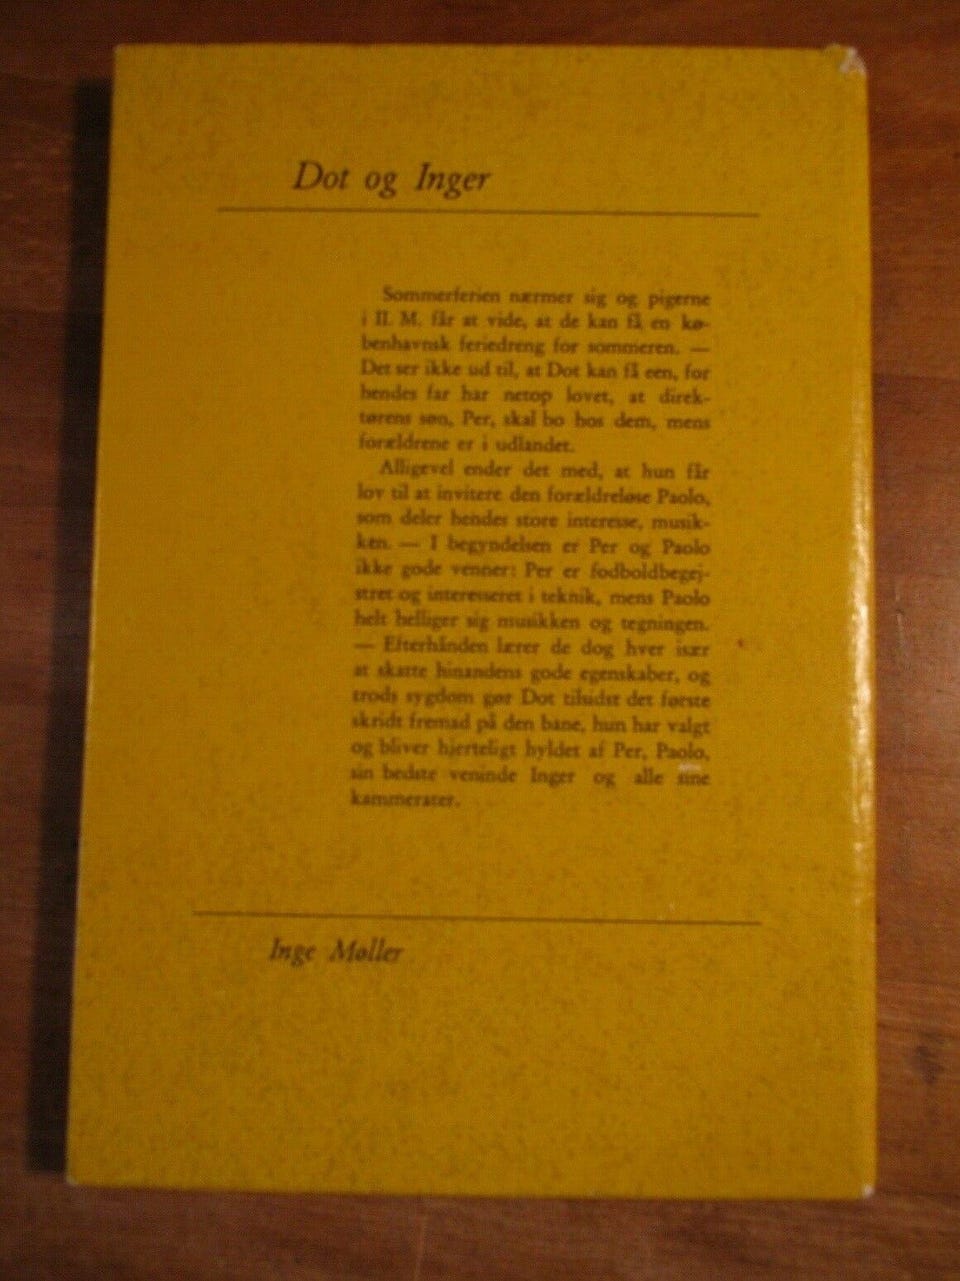 Dot og Inger
Sommerferien nærmer sig og pigerne
i II. M. får at vide, at de kan få en kø-
benhavnsk feriedreng for sommeren. —
Det ser ikke ud til, at Dot kan få een, for
hendes far har netop lovet, at direk-
tørens søn, Per, skal bo hos dem, mens
forældrene er i udlandet.
Alligevel ender det med, at hun får
lov til at invitere den forældreløse Paolo,
som deler hendes store interesse, musik-
ken. — I begyndelsen er Per og Paolo
ikke gode venner: Per er fodboldbegej-
stret og interesseret i teknik, mens Paolo
helt helliger sig musikken og tegningen.
— Efterhånden lærer de dog hver især
at skatte hinandens gode egenskaber, og
trods sygdom gør Dot tilsidst det første
skridt fremad på den bane, hun har valgt
og bliver hjerteligt hyldet af Per, Paolo,
sin bedste veninde Inger og alle sine
kammerater.
Inge Møller